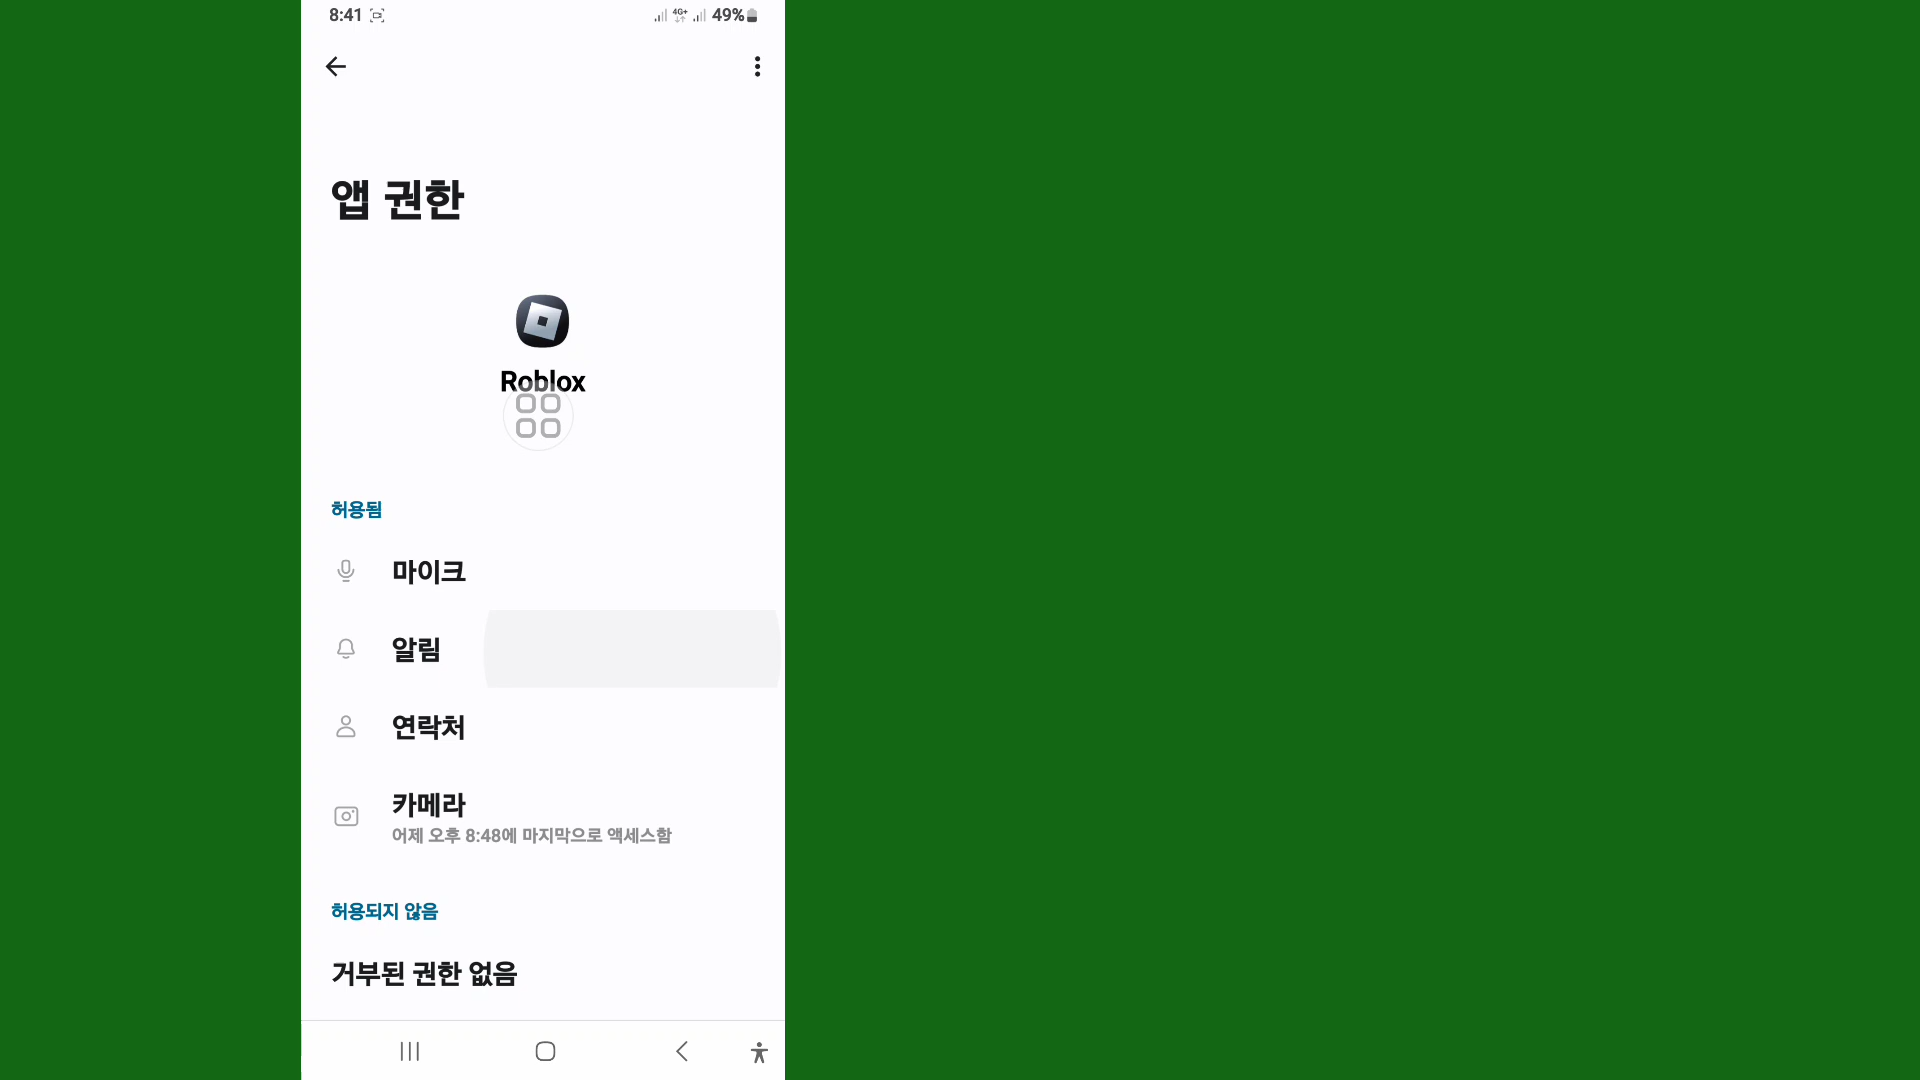 8:41 4G+ 49%
앱 권한
Roblox
허용됨
마이크
알림
연락처
카메라
어제 오후 8:48에 마지막으로 액세스함
허용되지 않음
거부된 권한 없음